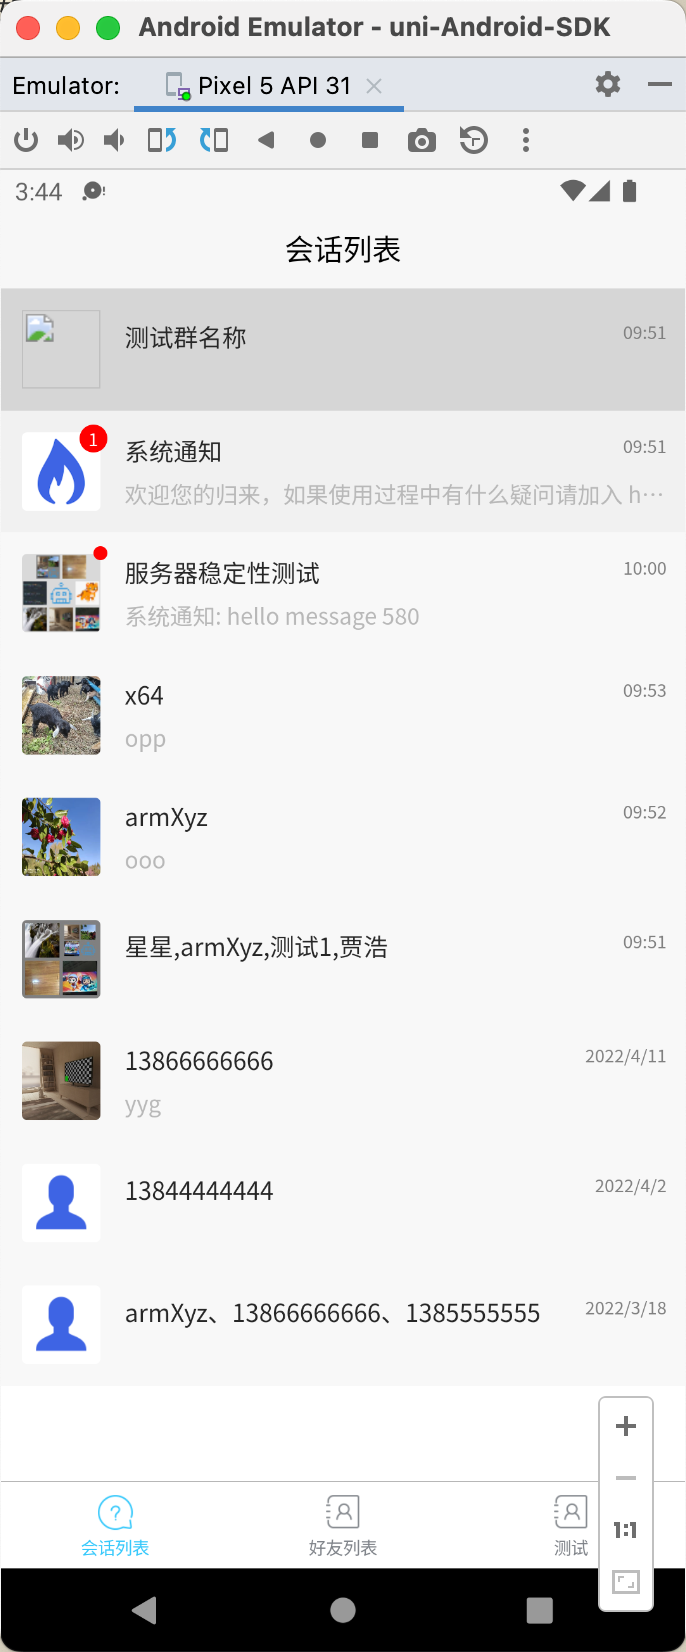 Android Emulator - uni-Android-SDK
Emulator: Pixel 5 API 31
3:44
会话列表
测试群名称 09:51
1
系统通知 09:51
欢迎您的归来，如果使用过程中有什么疑问请加入 h…
服务器稳定性测试 10:00
系统通知: hello message 580
x64 09:53
opp
armXyz 09:52
ooo
星星,armXyz,测试1,贾浩 09:51
13866666666 2022/4/11
yyg
13844444444 2022/4/2
armXyz、13866666666、1385555555 2022/3/18
1:1
会话列表 好友列表 测试